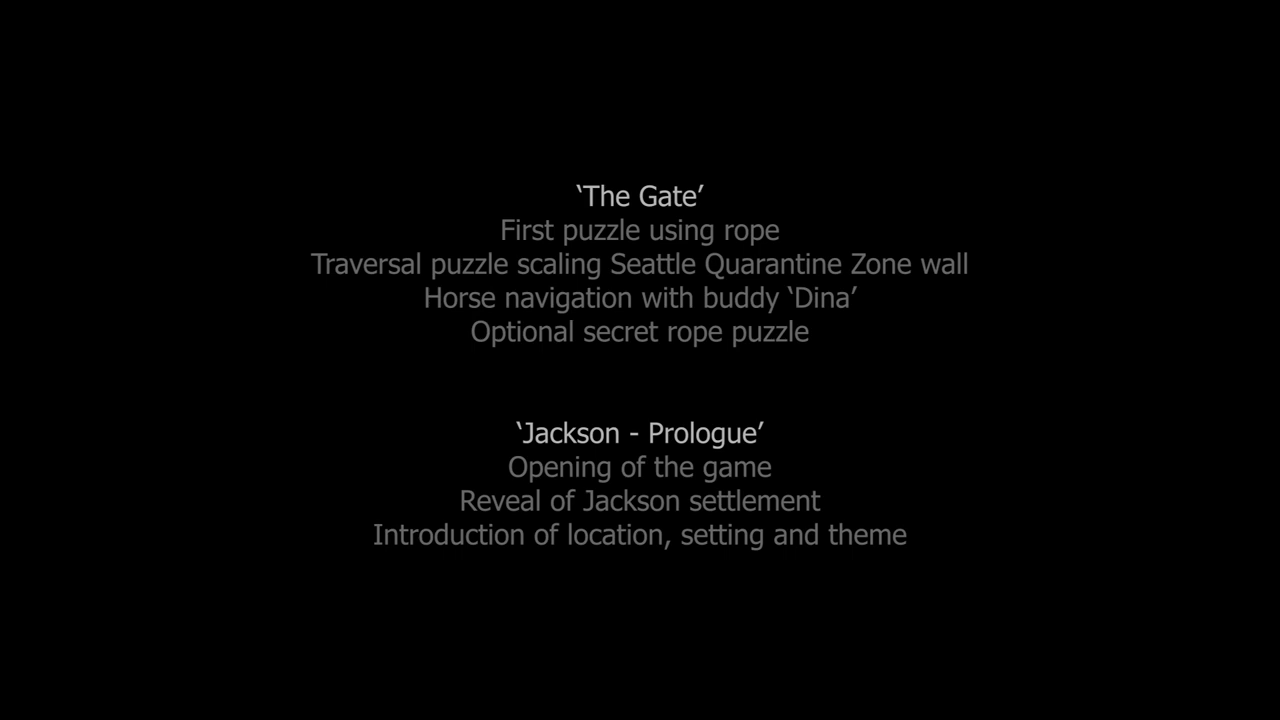 ‘The Gate’
First puzzle using rope
Traversal puzzle scaling Seattle Quarantine Zone wall
Horse navigation with buddy ‘Dina’
Optional secret rope puzzle
‘Jackson - Prologue’
Opening of the game
Reveal of Jackson settlement
Introduction of location, setting and theme